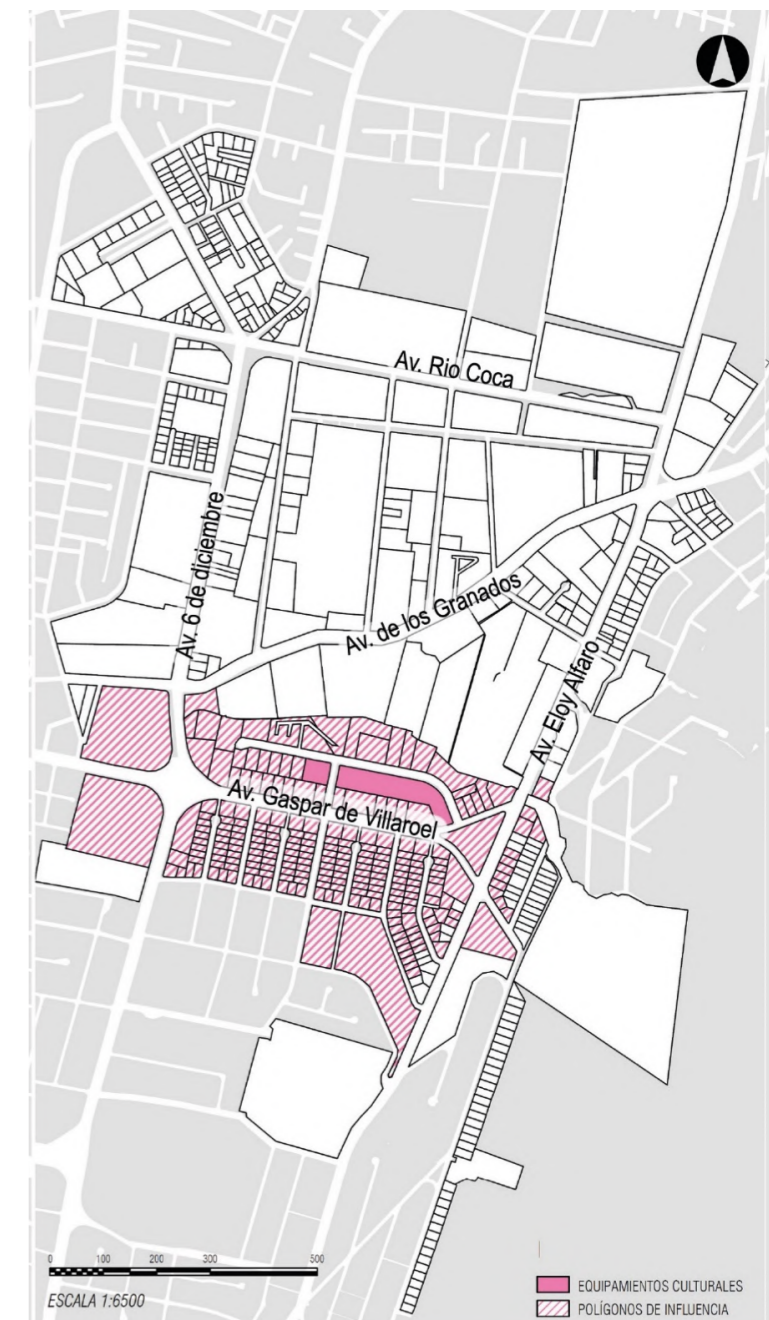 Av. Rio Coca
Av. 6 de diciembre
Av. de los Granados
Av. Eloy Alfaro
Av. Gaspar de Villaroel
0 100 200 300 500
ESCALA 1:6500
EQUIPAMIENTOS CULTURALES
POLÍGONOS DE INFLUENCIA